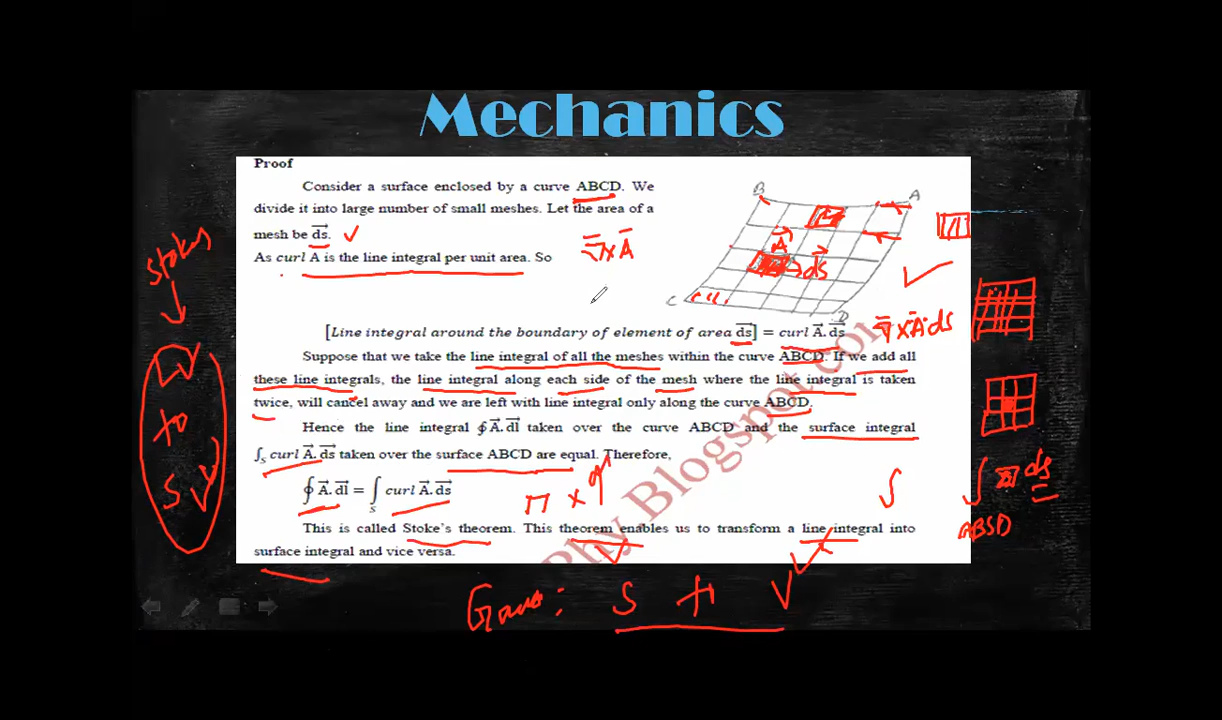 Mechanics
Proof
Consider a surface enclosed by a curve ABCD. We
divide it into large number of small meshes. Let the area of a
mesh be d⃗s.
As curl A is the line integral per unit area. So
∇×A
B
A
A
ds
C
D
[Line integral around the boundary of element of area d⃗s] = curl A⃗.d⃗s
∇×A.ds
Suppose that we take the line integral of all the meshes within the curve ABCD. If we add all
these line integrals, the line integral along each side of the mesh where the line integral is taken
twice, will cancel away and we are left with line integral only along the curve ABCD.
Hence the line integral ∮A⃗.d⃗l taken over the curve ABCD and the surface integral
∫s curl A⃗.d⃗s taken over the surface ABCD are equal. Therefore,
∮ A⃗.d⃗l = ∫s curl A⃗.d⃗s
This is called Stoke's theorem. This theorem enables us to transform a line integral into
surface integral and vice versa.
Stokes
L
to
S
∫
ds
ABSD
Gauss: S to V
Phy Blogspot.com